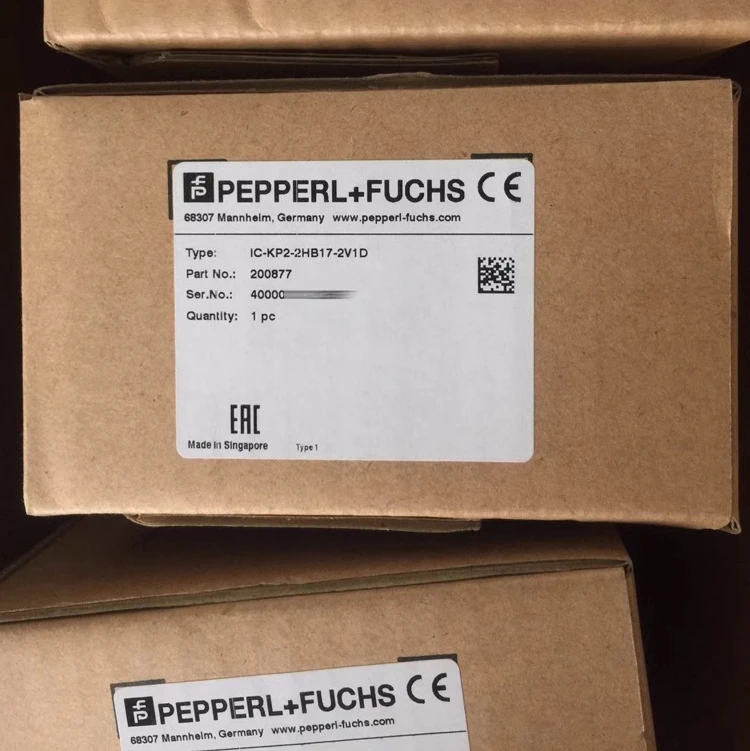 PEPPERL+FUCHS CE
68307 Mannheim, Germany www.pepperl-fuchs.com
Type: IC-KP2-2HB17-2V1D
Part No.: 200877
Ser.No.: 40000
Quantity: 1 pc
EAC
Made in Singapore Type 1
PEPPERL+FUCHS CE
68307 Mannheim, Germany www.pepperl-fuchs.com